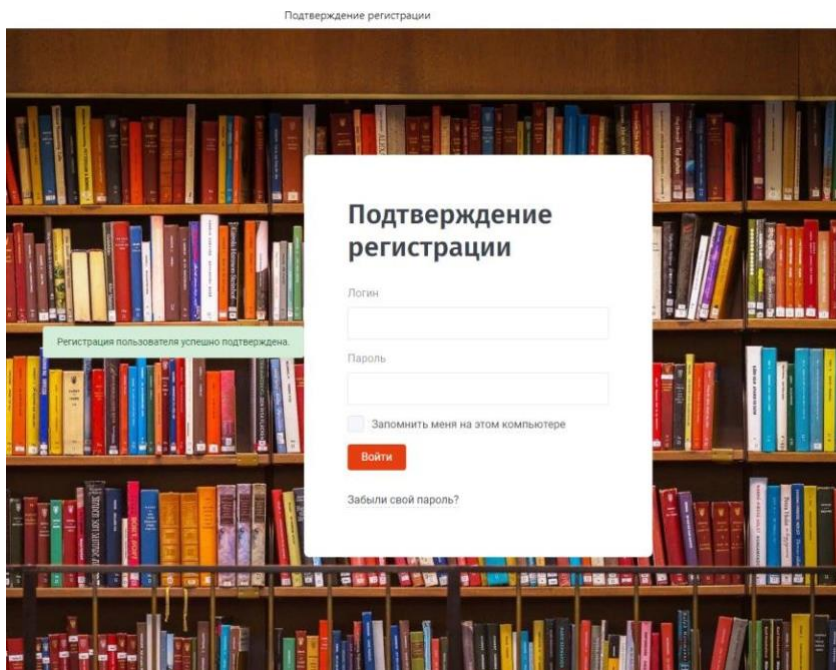 Подтверждение регистрации
Подтверждение
регистрации
Логин
Регистрация пользователя успешно подтверждена.
Пароль
Запомнить меня на этом компьютере
Войти
Забыли свой пароль?